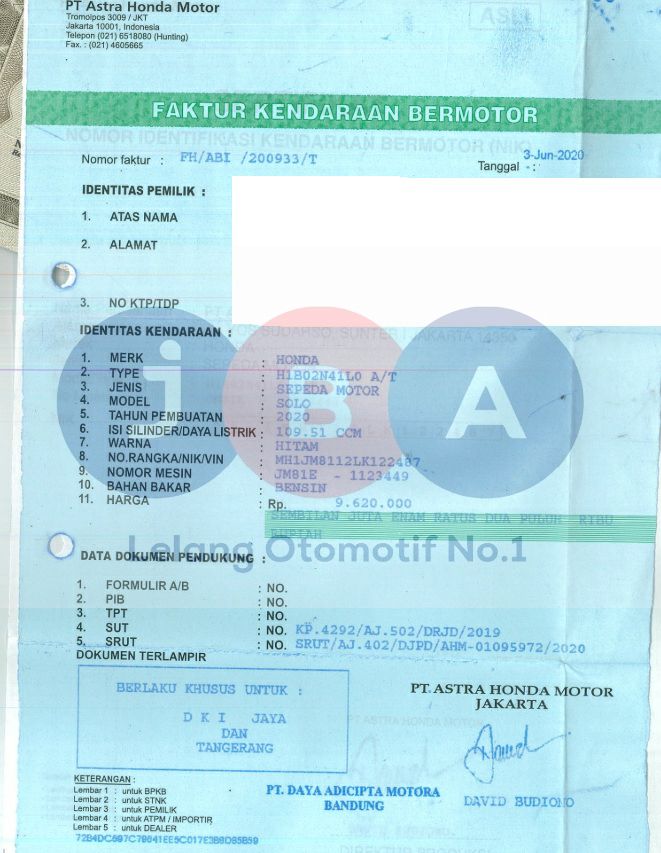 PT Astra Honda Motor
Tromolpos 3009 / JKT
Jakarta 10001, Indonesia
Telepon (021) 6518080 (Hunting)
Fax. : (021) 4605665
ASLI
FAKTUR KENDARAAN BERMOTOR
NOMOR IDENTIFIKASI KENDARAAN BERMOTOR (NIK)
Nomor faktur : FH/ABI /200933/T
Tanggal : 3-Jun-2020
IDENTITAS PEMILIK :
1. ATAS NAMA
2. ALAMAT
3. NO KTP/TDP
IDENTITAS KENDARAAN :
1. MERK : HONDA
2. TYPE : H1B02N41L0 A/T
3. JENIS : SEPEDA MOTOR
4. MODEL : SOLO
5. TAHUN PEMBUATAN : 2020
6. ISI SILINDER/DAYA LISTRIK : 109.51 CCM
7. WARNA : HITAM
8. NO.RANGKA/NIK/VIN : MH1JM8112LK122487
9. NOMOR MESIN : JM81E - 1123449
10. BAHAN BAKAR : BENSIN
11. HARGA : Rp. 9.620.000
SEMBILAN JUTA ENAM RATUS DUA PULUH RIBU
RUPIAH
jBA
Lelang Otomotif No.1
DATA DOKUMEN PENDUKUNG :
1. FORMULIR A/B : NO.
2. PIB : NO.
3. TPT : NO.
4. SUT : NO. KP.4292/AJ.502/DRJD/2019
5. SRUT : NO. SRUT/AJ.402/DJPD/AHM-01095972/2020
DOKUMEN TERLAMPIR
BERLAKU KHUSUS UNTUK :
D K I JAYA
DAN
TANGERANG
PT. ASTRA HONDA MOTOR
JAKARTA
DAVID BUDIONO
PT. DAYA ADICIPTA MOTORA
BANDUNG
KETERANGAN :
Lembar 1 : untuk BPKB
Lembar 2 : untuk STNK
Lembar 3 : untuk PEMILIK
Lembar 4 : untuk ATPM / IMPORTIR
Lembar 5 : untuk DEALER